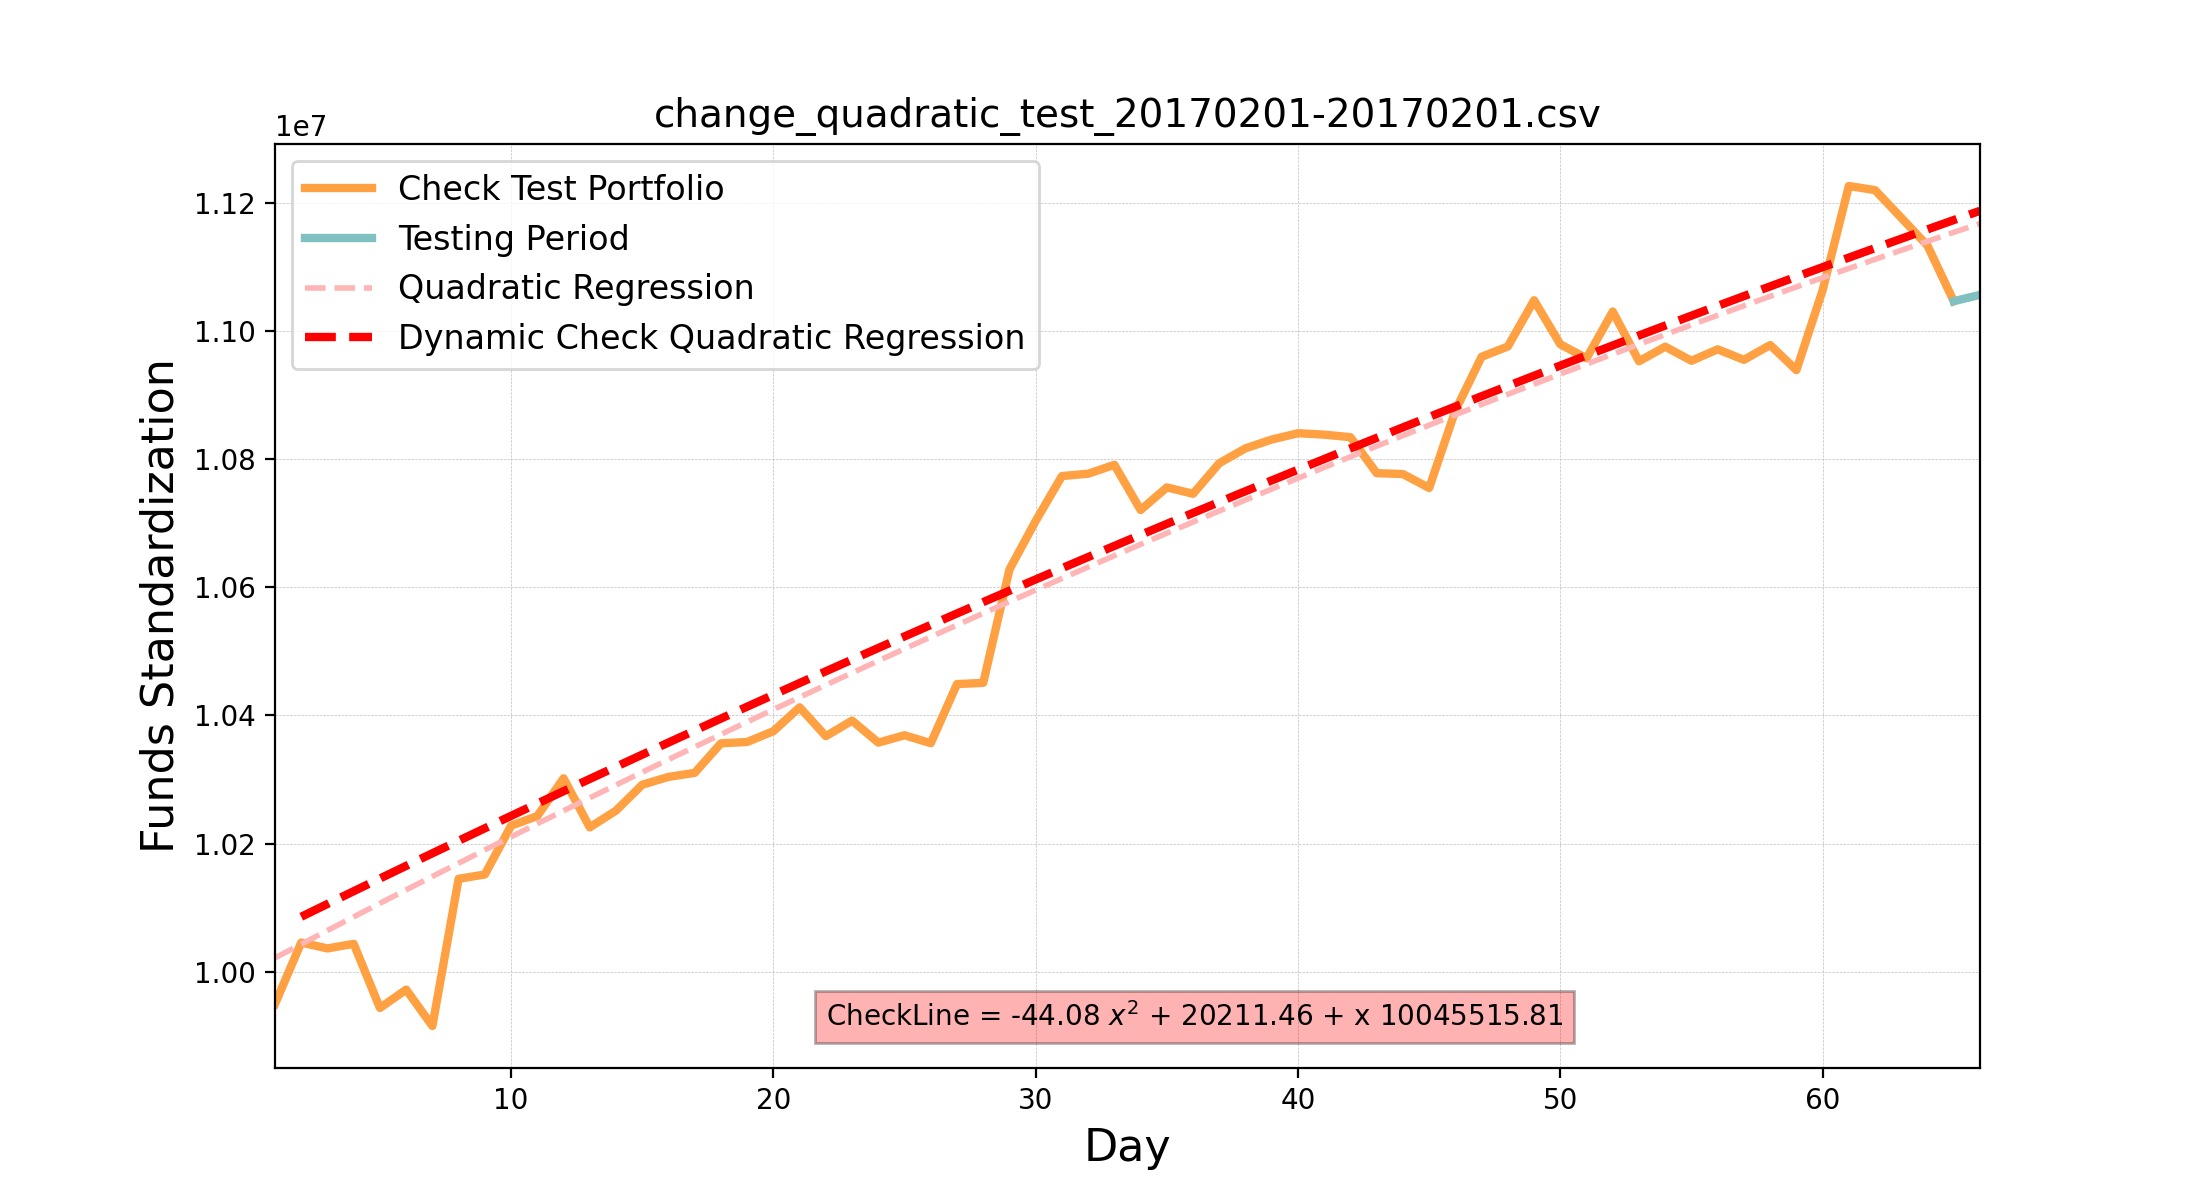 change_quadratic_test_20170201-20170201.csv
1e7
Check Test Portfolio
Testing Period
Quadratic Regression
Dynamic Check Quadratic Regression
1.12
1.10
1.08
1.06
1.04
1.02
1.00
Funds Standardization
CheckLine = -44.08 x² + 20211.46 + x 10045515.81
10 20 30 40 50 60
Day